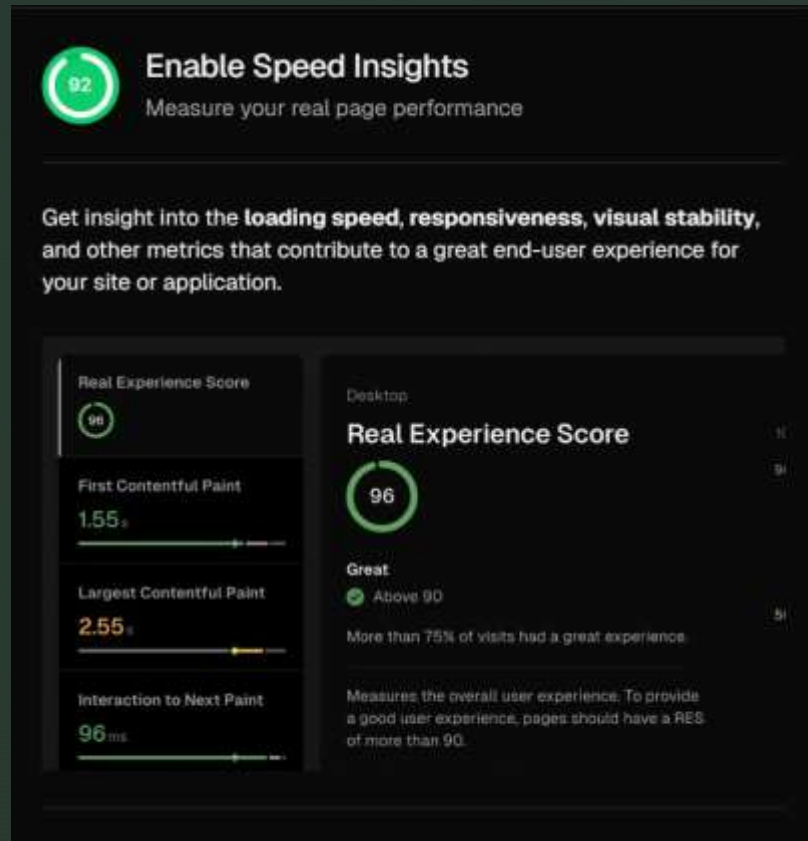 92
Enable Speed Insights
Measure your real page performance
Get insight into the loading speed, responsiveness, visual stability,
and other metrics that contribute to a great end-user experience for
your site or application.
Real Experience Score
96
First Contentful Paint
1.55s
Largest Contentful Paint
2.55s
Interaction to Next Paint
96ms
Desktop
Real Experience Score
96
Great
Above 90
More than 75% of visits had a great experience.
Measures the overall user experience. To provide
a good user experience, pages should have a RES
of more than 90.